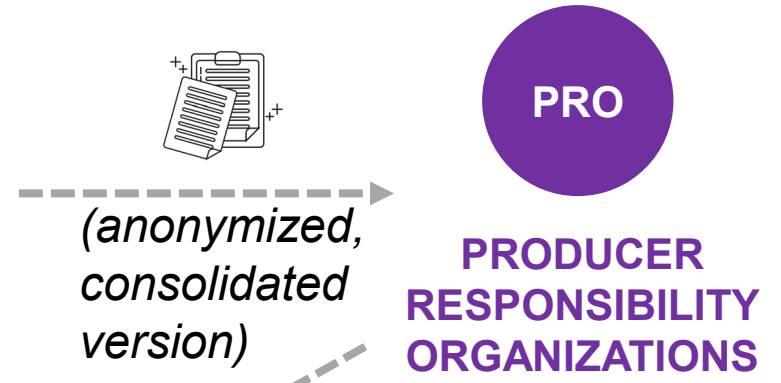 PRO
(anonymized,
consolidated
version)
PRODUCER
RESPONSIBILITY
ORGANIZATIONS